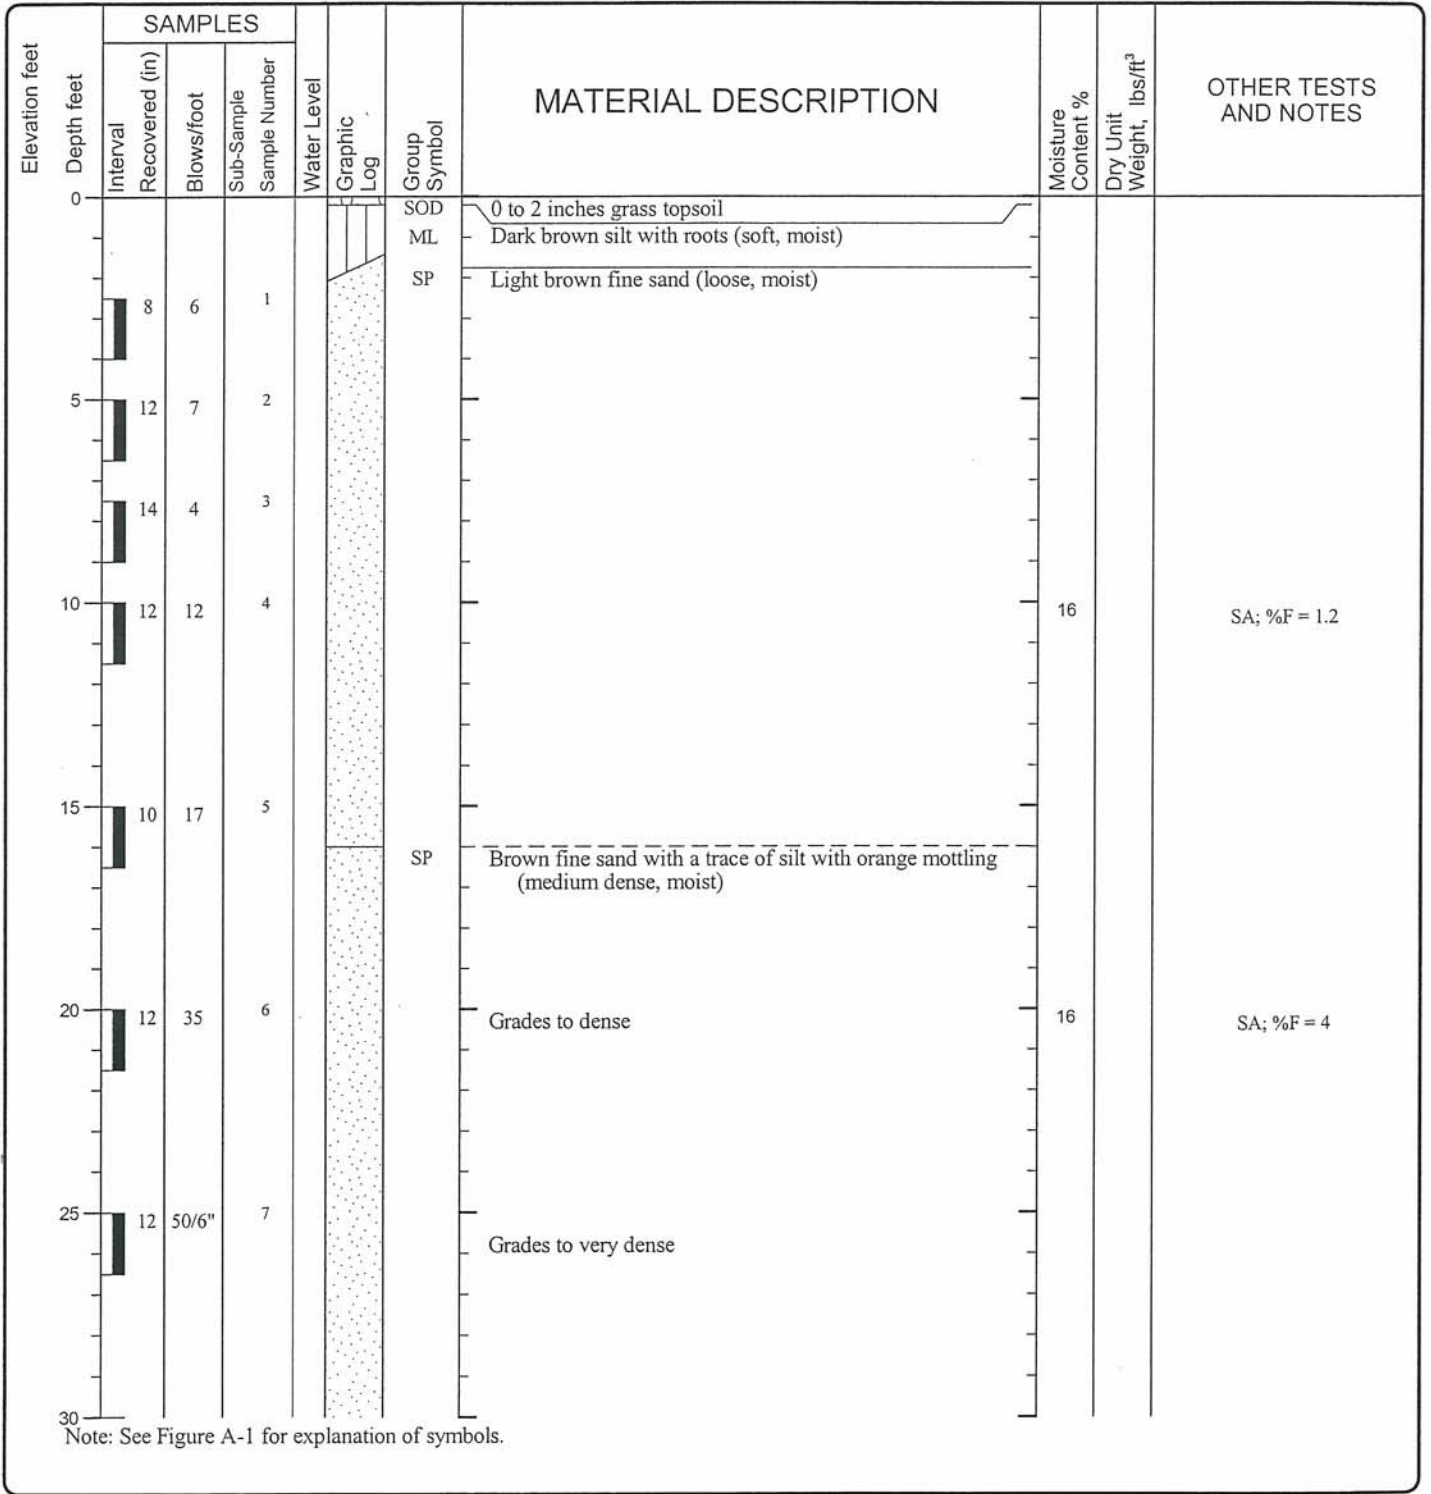 SAMPLES
Elevation feet
Depth feet
Interval
Recovered (in)
Blows/foot
Sub-Sample
Sample Number
Water Level
Graphic
Log
Group
Symbol
MATERIAL DESCRIPTION
Moisture
Content %
Dry Unit
Weight, lbs/ft³
OTHER TESTS
AND NOTES
0
SOD 0 to 2 inches grass topsoil
ML Dark brown silt with roots (soft, moist)
SP Light brown fine sand (loose, moist)
8 6 1
5 12 7 2
14 4 3
10 12 12 4 16 SA; %F = 1.2
15 10 17 5
SP Brown fine sand with a trace of silt with orange mottling
(medium dense, moist)
20 12 35 6 Grades to dense 16 SA; %F = 4
25 12 50/6" 7
Grades to very dense
30
Note: See Figure A-1 for explanation of symbols.